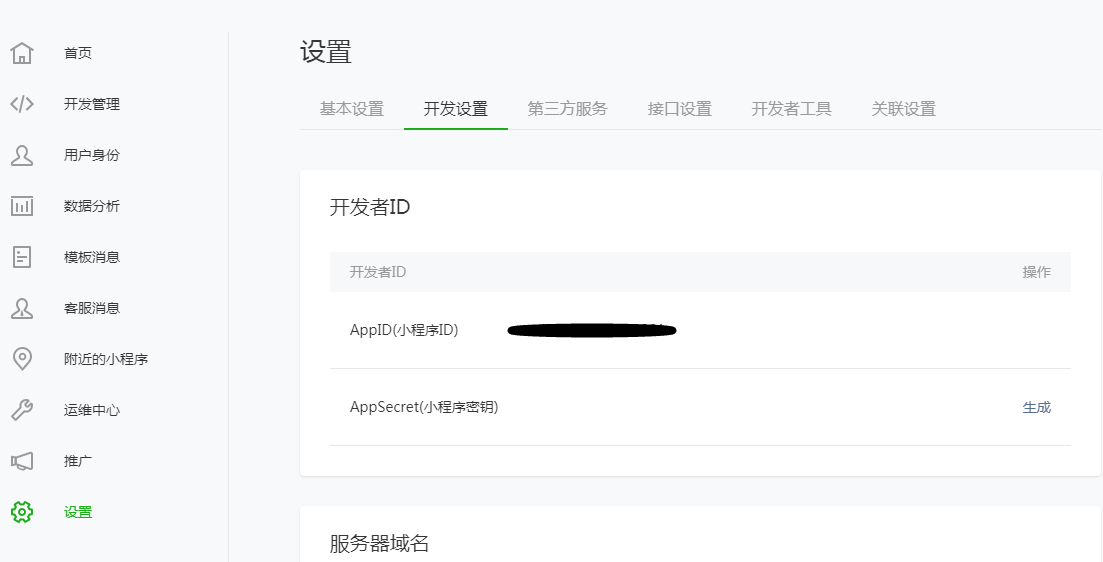 首页
开发管理
用户身份
数据分析
模板消息
客服消息
附近的小程序
运维中心
推广
设置
设置
基本设置 开发设置 第三方服务 接口设置 开发者工具 关联设置
开发者ID
开发者ID 操作
AppID(小程序ID)
AppSecret(小程序密钥) 生成
服务器域名